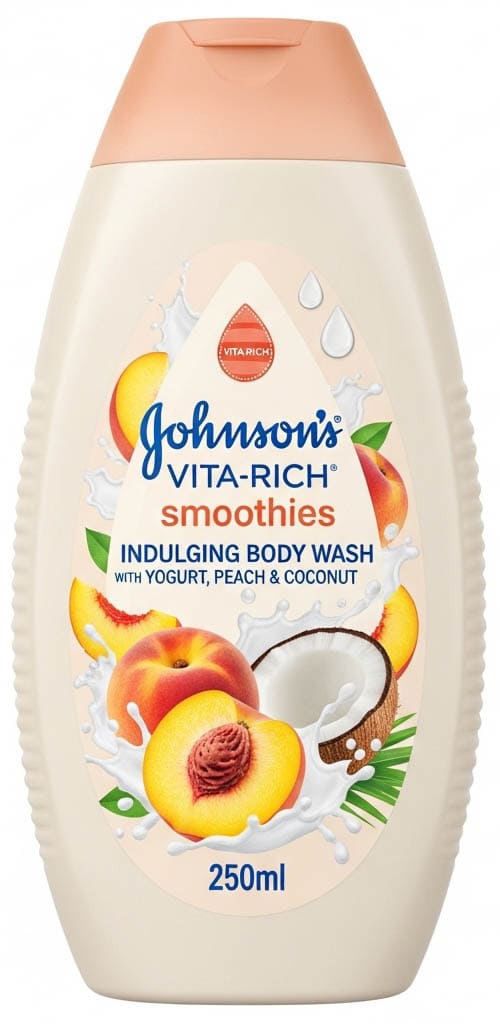 VITA RICH
Johnson's®
VITA-RICH®
smoothies
INDULGING BODY WASH
WITH YOGURT, PEACH & COCONUT
250ml